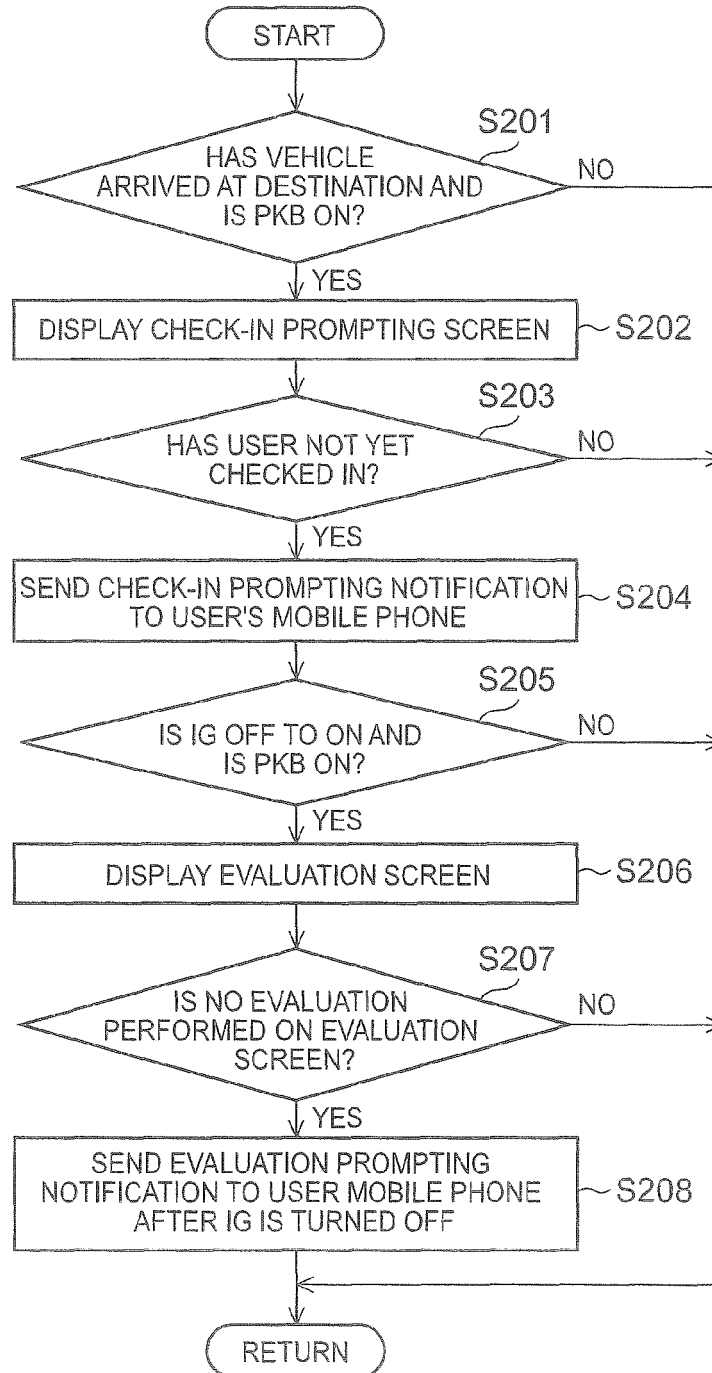 START
S201
HAS VEHICLE
ARRIVED AT DESTINATION AND
IS PKB ON?
NO
YES
DISPLAY CHECK-IN PROMPTING SCREEN
S202
S203
HAS USER NOT YET
CHECKED IN?
NO
YES
SEND CHECK-IN PROMPTING NOTIFICATION
TO USER'S MOBILE PHONE
S204
S205
IS IG OFF TO ON AND
IS PKB ON?
NO
YES
DISPLAY EVALUATION SCREEN
S206
S207
IS NO EVALUATION
PERFORMED ON EVALUATION
SCREEN?
NO
YES
SEND EVALUATION PROMPTING
NOTIFICATION TO USER MOBILE PHONE
AFTER IG IS TURNED OFF
S208
RETURN